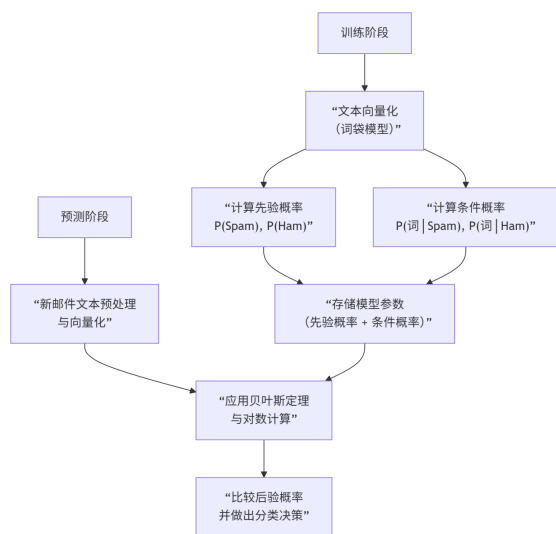 训练阶段
“文本向量化
（词袋模型）”
“计算先验概率
P(Spam), P(Ham)”
“计算条件概率
P(词│Spam), P(词│Ham)”
预测阶段
“新邮件文本预处理
与向量化”
“存储模型参数
（先验概率 + 条件概率）”
“应用贝叶斯定理
与对数计算”
“比较后验概率
并做出分类决策”